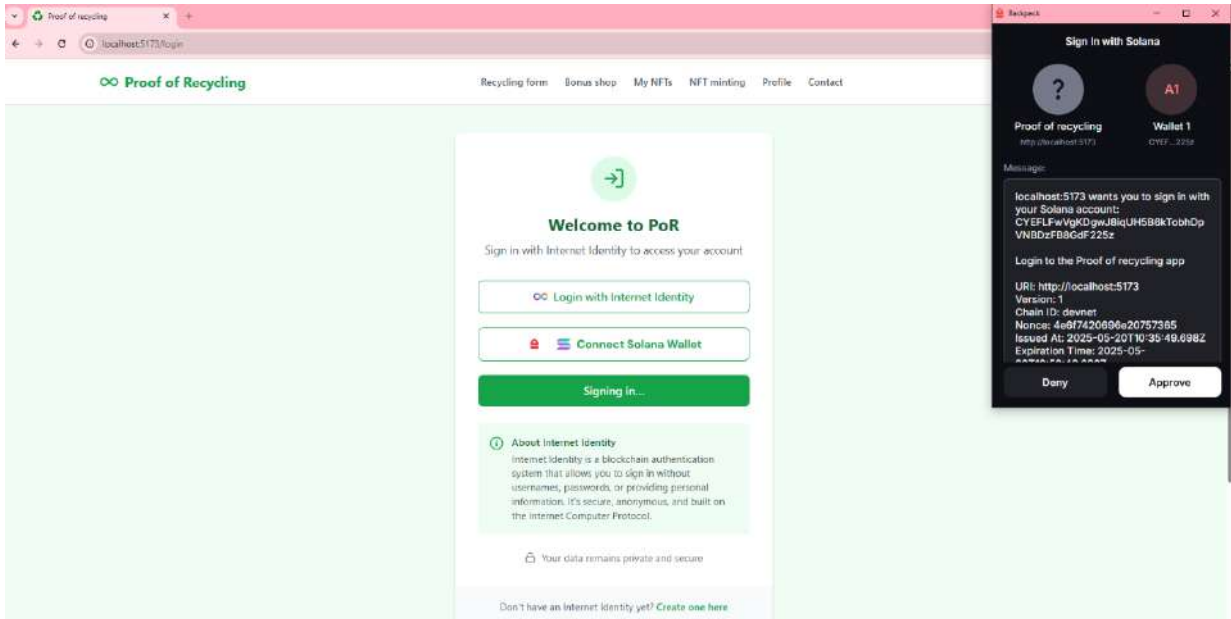 Proof of recycling
localhost:5173/login
Proof of Recycling
Recycling form Bonus shop My NFTs NFT minting Profile Contact
Welcome to PoR
Sign in with Internet Identity to access your account
Login with Internet Identity
Connect Solana Wallet
Signing in...
About Internet Identity
Internet Identity is a blockchain authentication
system that allows you to sign in without
usernames, passwords, or providing personal
information. It's secure, anonymous, and built on
the Internet Computer Protocol.
Your data remains private and secure
Don't have an Internet Identity yet? Create one here
Backpack
Sign In with Solana
?
A1
Proof of recycling
Wallet 1
http://localhost:5173
CYEF...225z
Message:
localhost:5173 wants you to sign in with
your Solana account:
CYEFLFwVgKDgwJBiqUH5B8kTobhDp
VNBDzFB8GdF225z
Login to the Proof of recycling app
URI: http://localhost:5173
Version: 1
Chain ID: devnet
Nonce: 4e6f7420696e20757365
Issued At: 2025-05-20T10:35:49.698Z
Expiration Time: 2025-05-
Deny
Approve